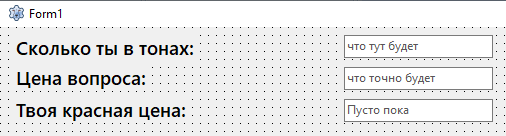 Form1
Сколько ты в тонах: что тут будет
Цена вопроса: что точно будет
Твоя красная цена: Пусто пока